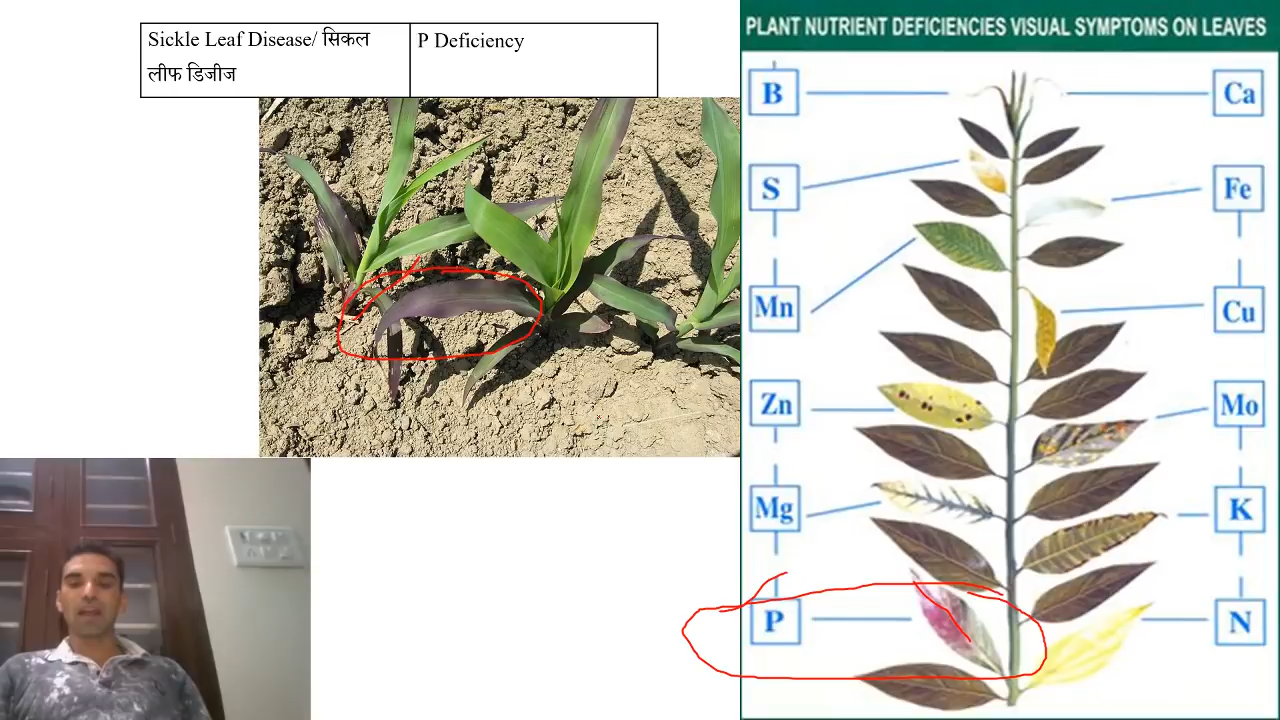 Sickle Leaf Disease/ सिकल
लीफ डिजीज
P Deficiency
PLANT NUTRIENT DEFICIENCIES VISUAL SYMPTOMS ON LEAVES
B
Ca
S
Fe
Mn
Cu
Zn
Mo
Mg
K
P
N